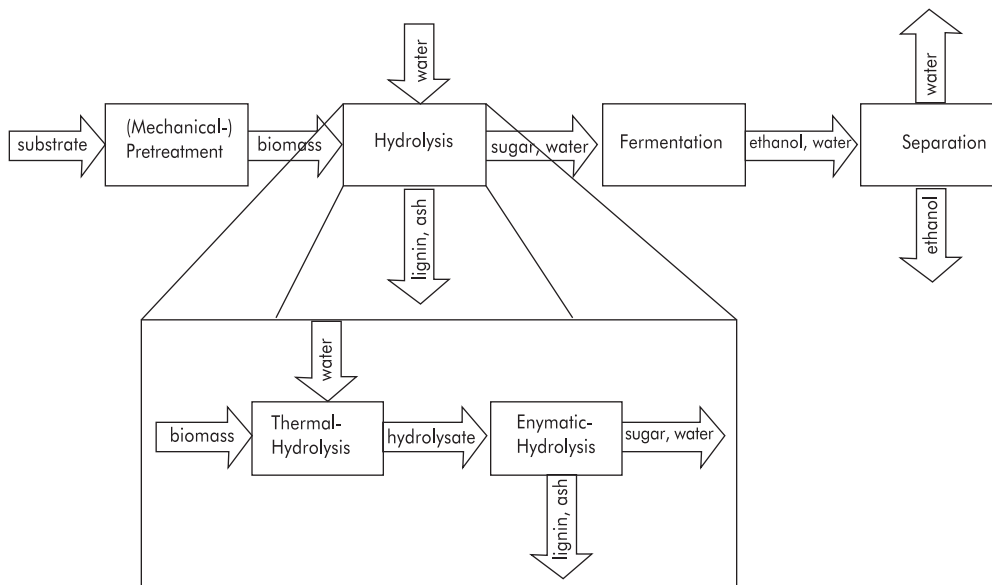 water
water
substrate
(Mechanical-)
Pretreatment
biomass
Hydrolysis
sugar, water
Fermentation
ethanol, water
Separation
lignin, ash
ethanol
water
biomass
Thermal-
Hydrolysis
hydrolysate
Enymatic-
Hydrolysis
sugar, water
lignin, ash